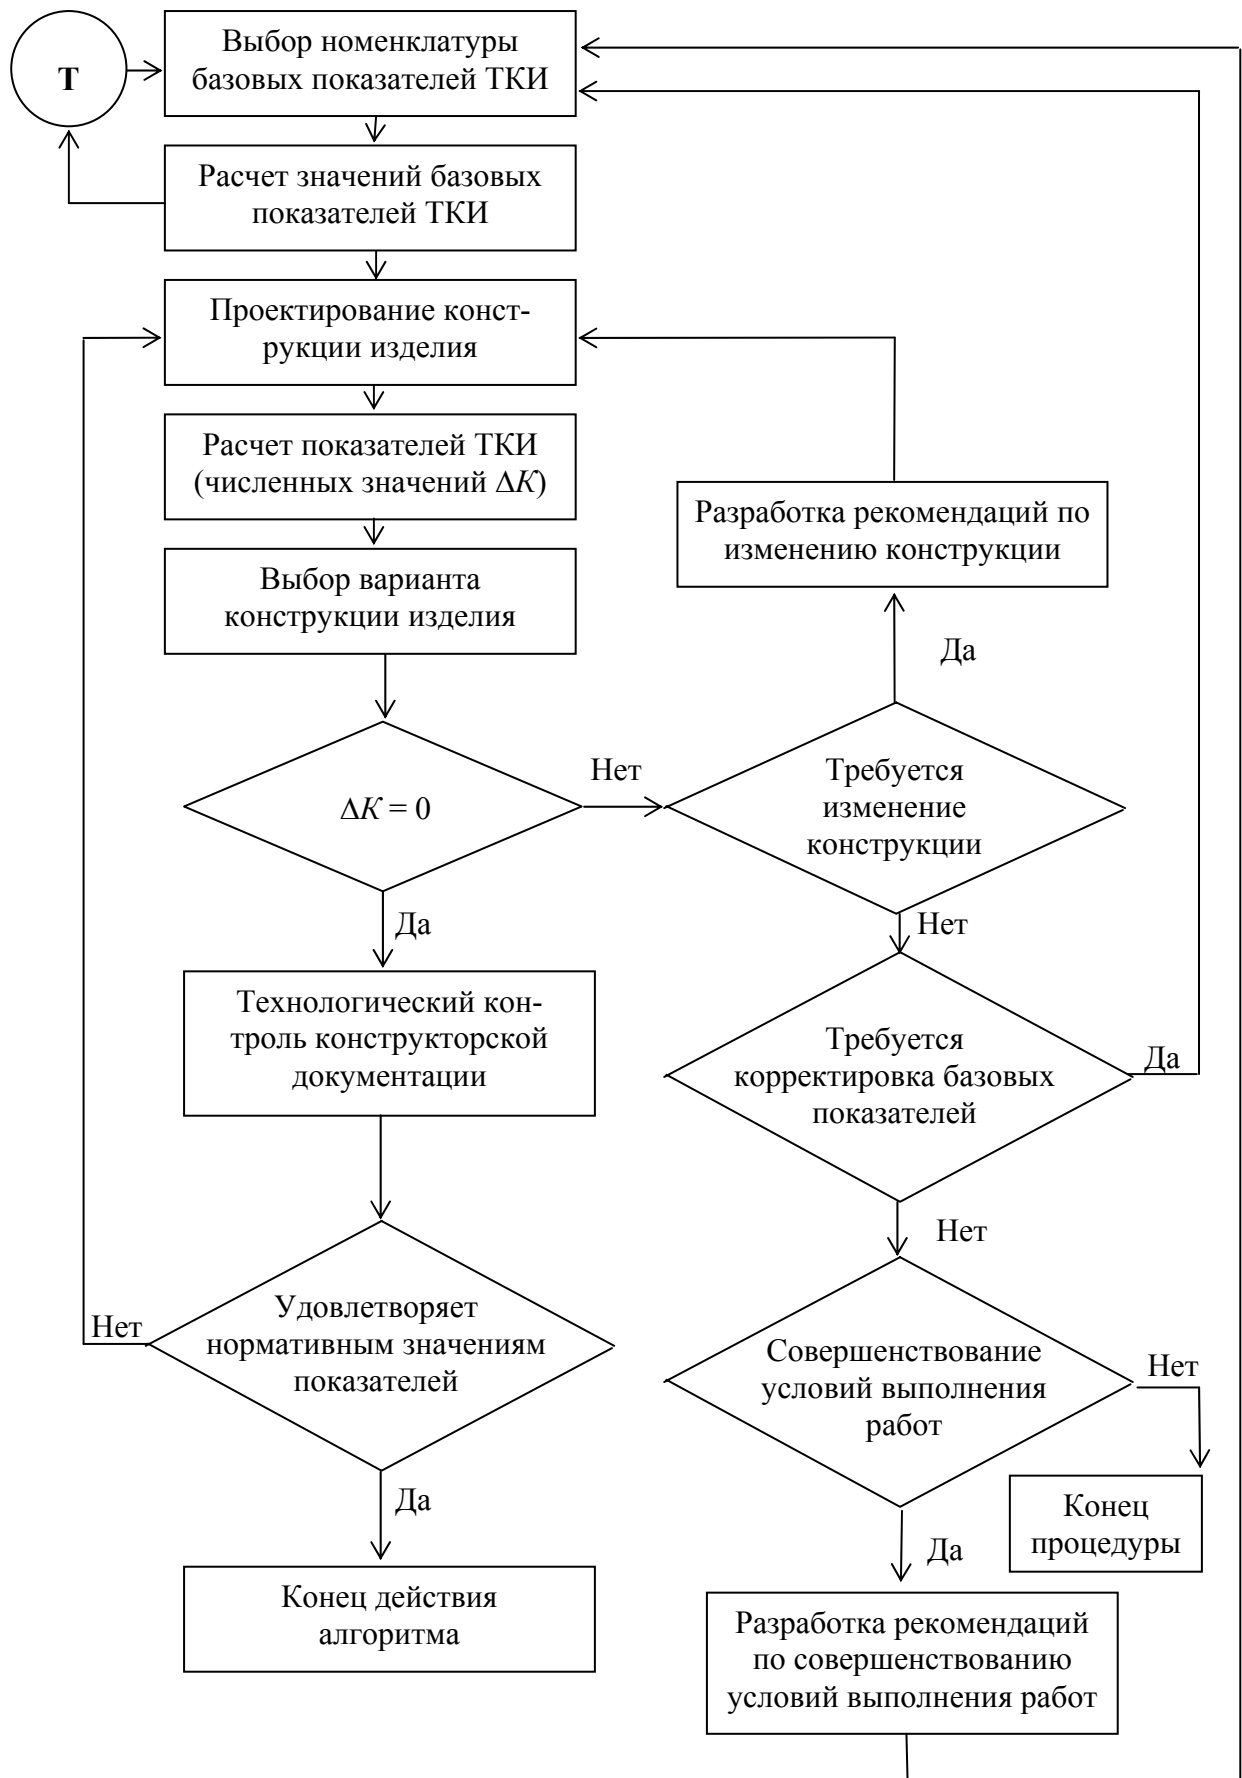 Т
Выбор номенклатуры
базовых показателей ТКИ
Расчет значений базовых
показателей ТКИ
Проектирование конст-
рукции изделия
Расчет показателей ТКИ
(численных значений ΔK)
Выбор варианта
конструкции изделия
Разработка рекомендаций по
изменению конструкции
Да
ΔK = 0
Нет
Требуется
изменение
конструкции
Да
Нет
Технологический кон-
троль конструкторской
документации
Требуется
корректировка базовых
показателей
Да
Нет
Удовлетворяет
нормативным значениям
показателей
Нет
Совершенствование
условий выполнения
работ
Нет
Да
Конец
процедуры
Да
Конец действия
алгоритма
Разработка рекомендаций
по совершенствованию
условий выполнения работ